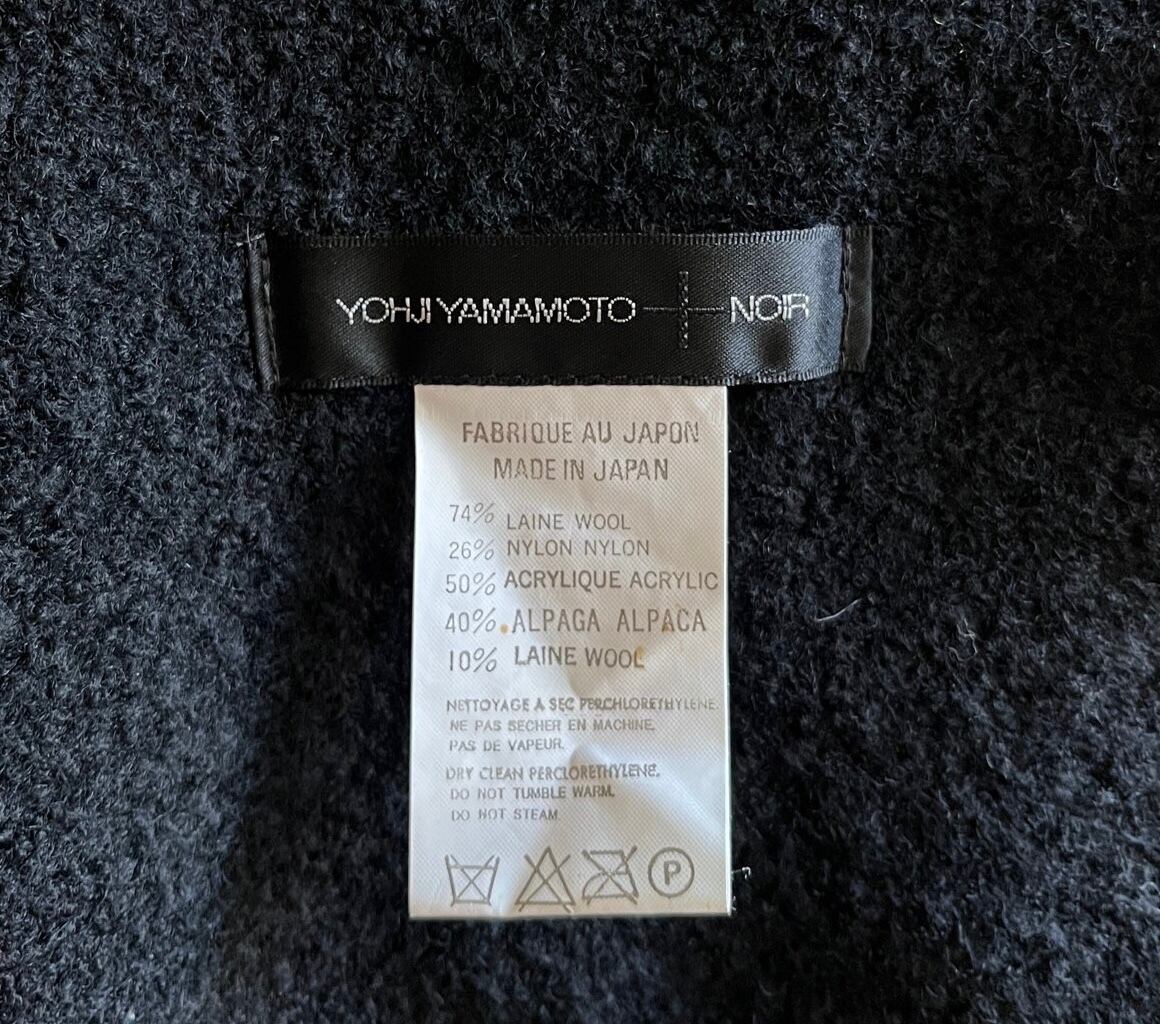 YOHJI YAMAMOTO NOIR
FABRIQUE AU JAPON
MADE IN JAPAN
74% LAINE WOOL
26% NYLON NYLON
50% ACRYLIQUE ACRYLIC
40% ALPAGA ALPACA
10% LAINE WOOL
NETTOYAGE A SEC PERCHLORETHYLENE.
NE PAS SECHER EN MACHINE.
PAS DE VAPEUR.
DRY CLEAN PERCLORETHYLENE.
DO NOT TUMBLE WARM.
DO NOT STEAM
P